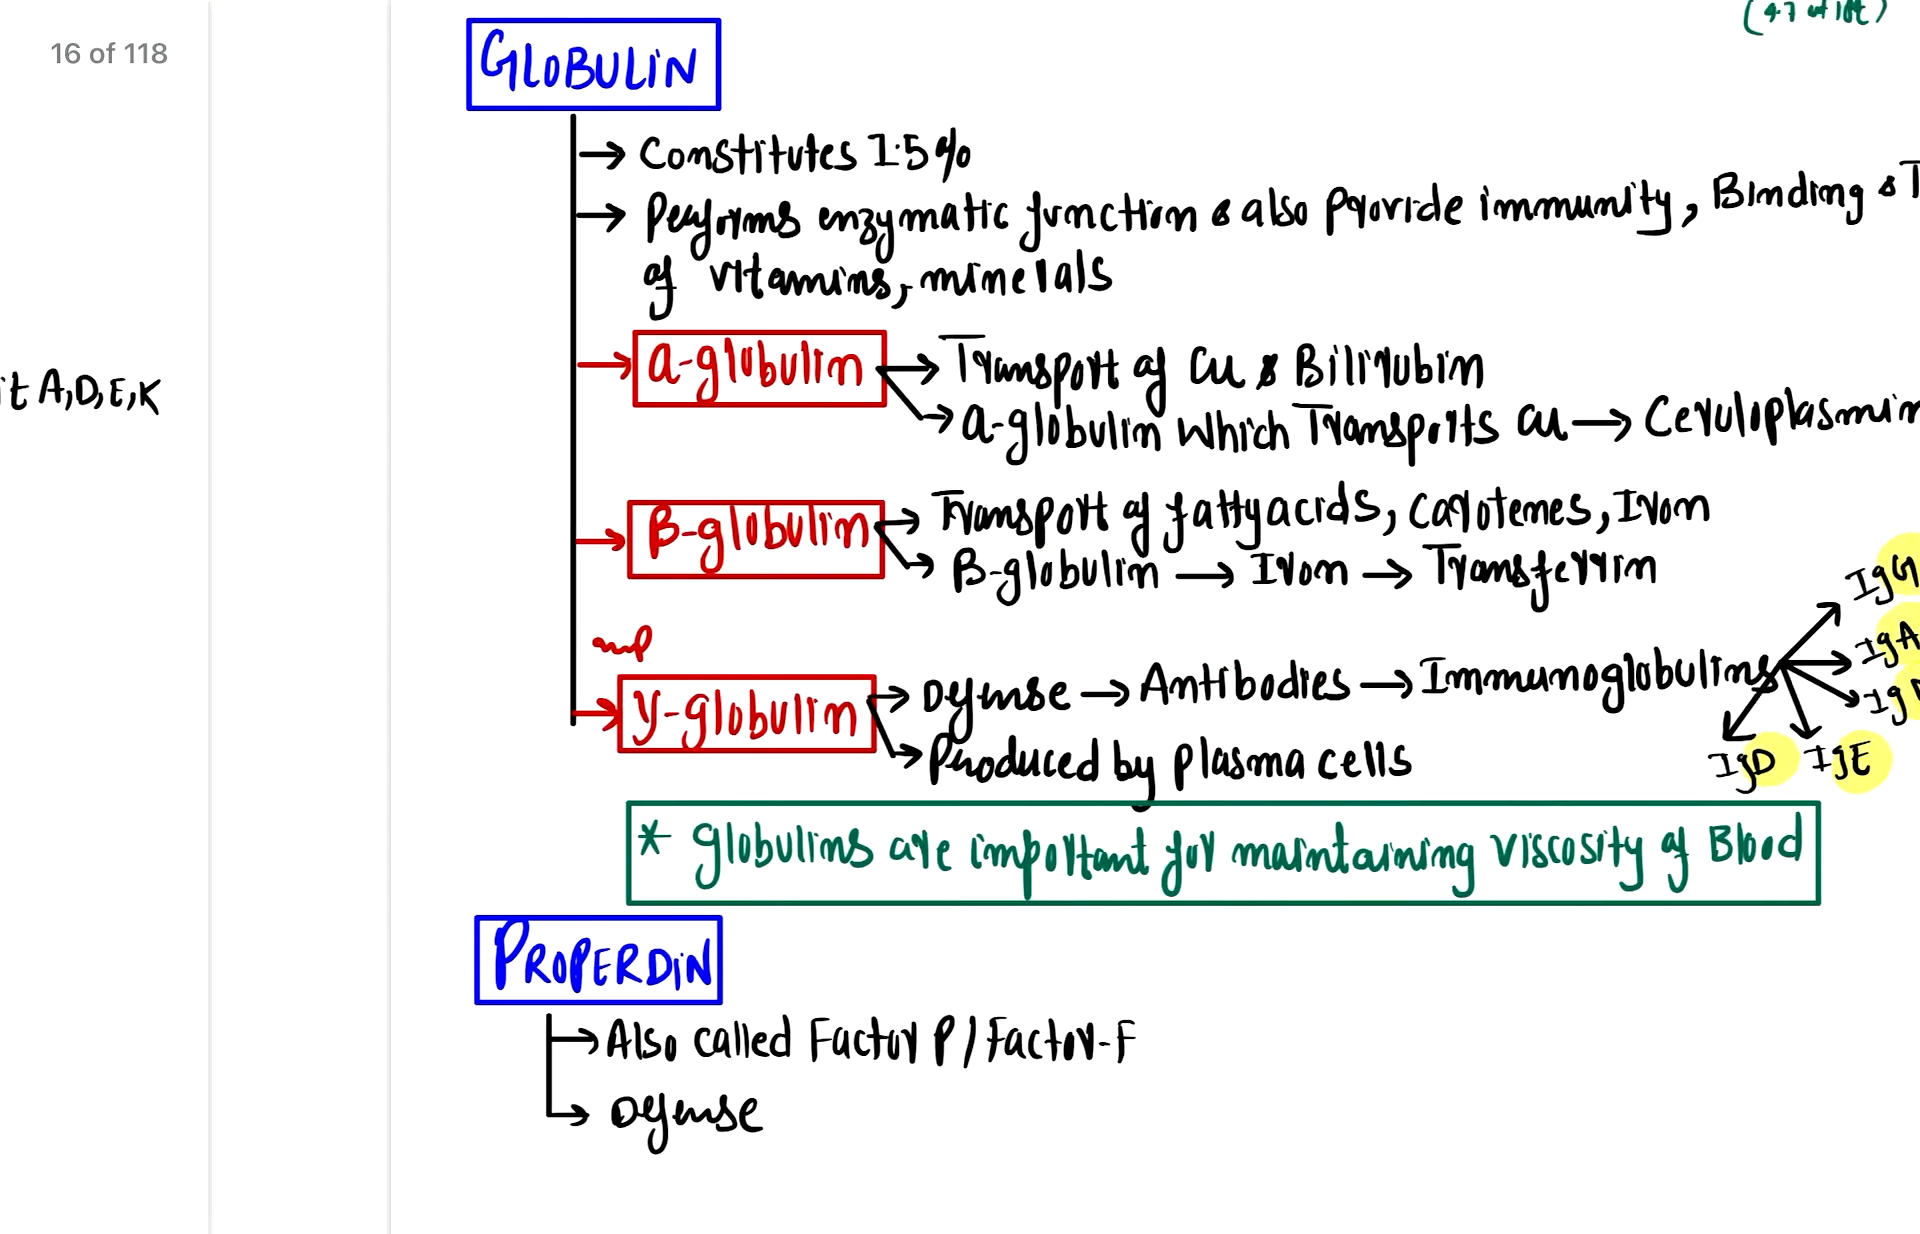 16 of 118
GLOBULIN
→ Constitutes 1.5%
→ Performs enzymatic function & also provide immunity, Binding &
of vitamins, minerals
it A,D,E,K
α-globulin → Transport of Cu & Bilirubin
→ α-globulin which Transports Cu → Ceruloplasmin
β-globulin → Transport of fattyacids, carotenes, Iron
→ β-globulin → Iron → Transferrin
imp
γ-globulin → Defense → Antibodies → Immunoglobulins
IgG
IgA
IgD IgE
→ Produced by plasma cells
* Globulins are important for maintaining viscosity of Blood
PROPERDIN
→ Also called Factor P / Factor-F
→ Defense